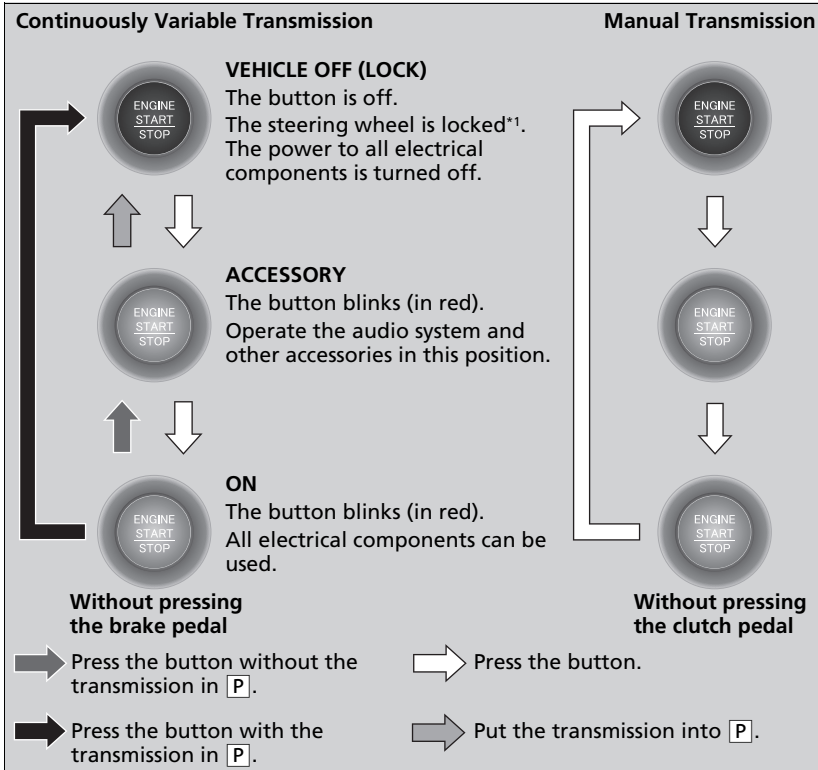 Continuously Variable Transmission
Manual Transmission
ENGINE
START
STOP
VEHICLE OFF (LOCK)
The button is off.
The steering wheel is locked*1.
The power to all electrical
components is turned off.
ENGINE
START
STOP
ENGINE
START
STOP
ACCESSORY
The button blinks (in red).
Operate the audio system and
other accessories in this position.
ENGINE
START
STOP
ENGINE
START
STOP
ON
The button blinks (in red).
All electrical components can be
used.
ENGINE
START
STOP
Without pressing
the brake pedal
Without pressing
the clutch pedal
Press the button without the
transmission in P.
Press the button.
Press the button with the
transmission in P.
Put the transmission into P.